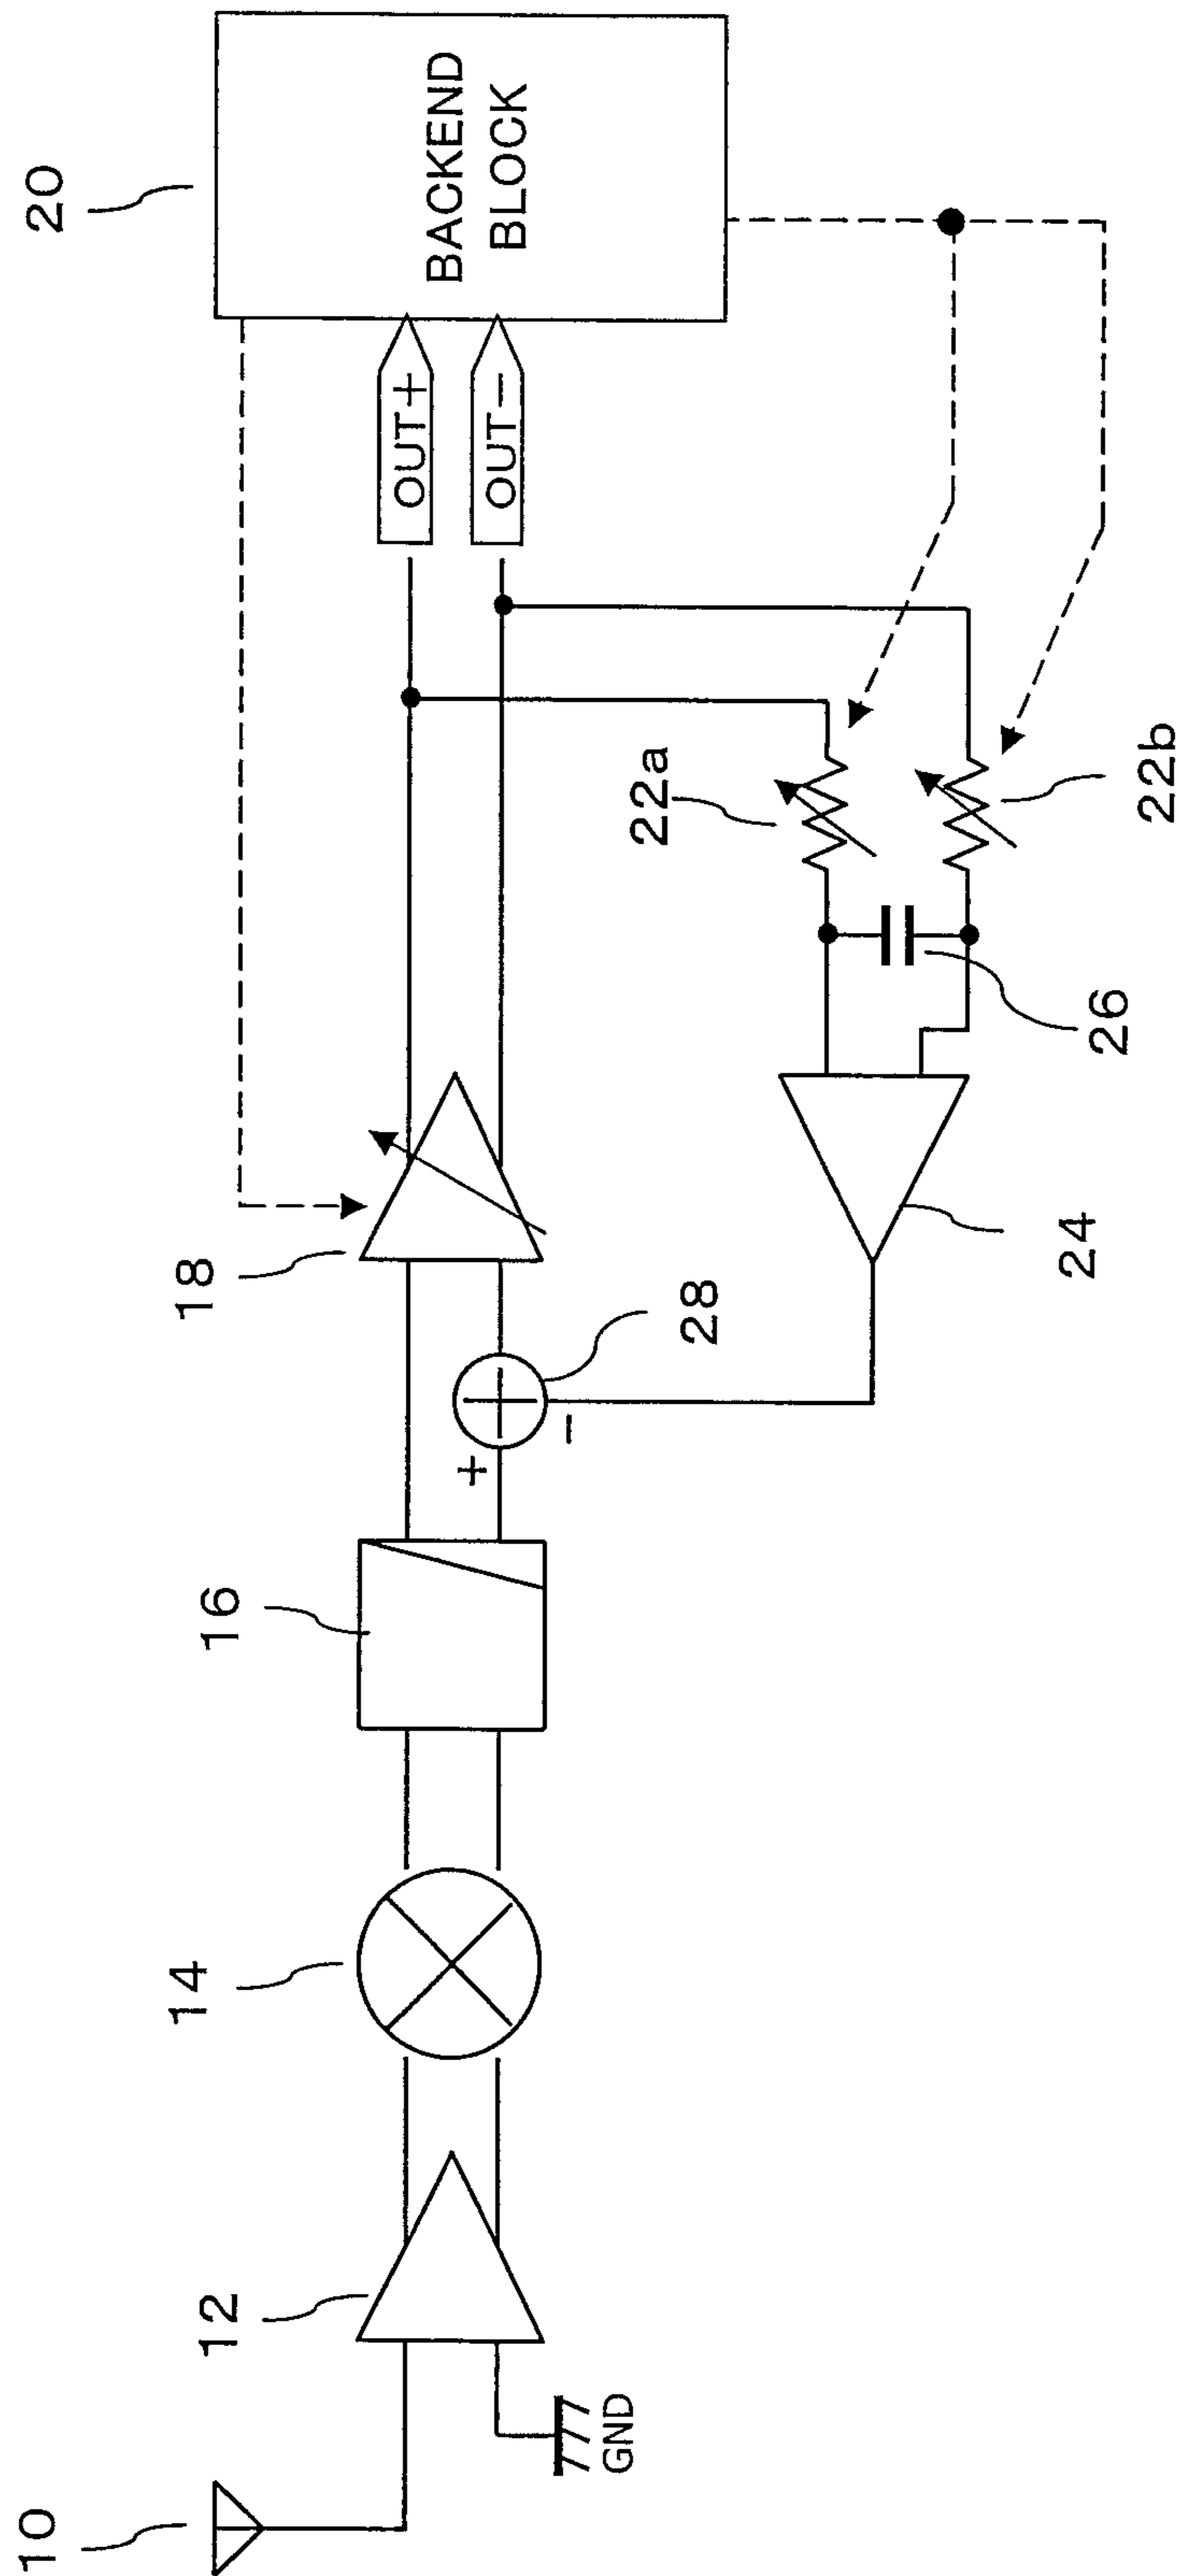 10
12
14
16
18
20
BACKEND
BLOCK
OUT+
OUT−
+
−
28
22a
22b
26
24
GND